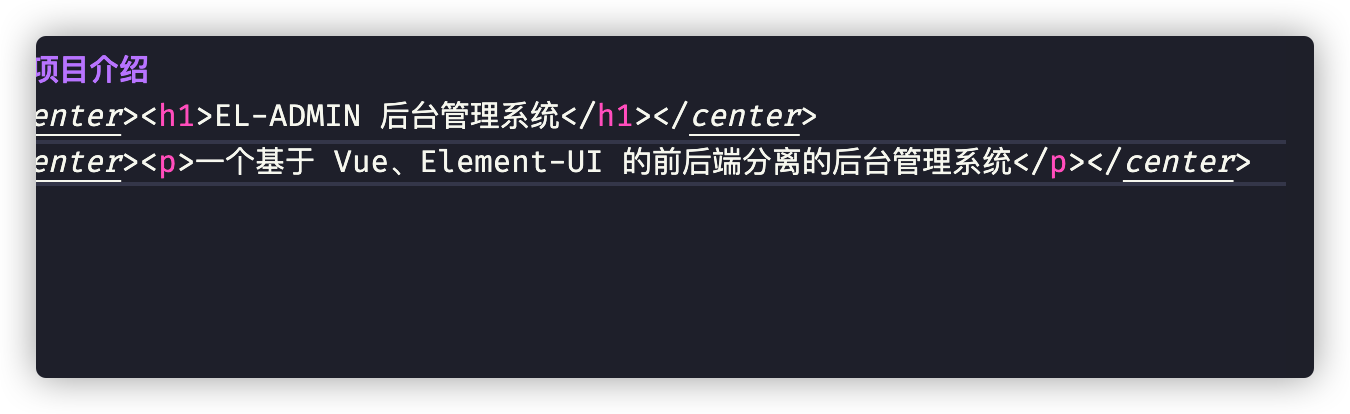 项目介绍
enter><h1>EL-ADMIN 后台管理系统</h1></center>
enter><p>一个基于 Vue、Element-UI 的前后端分离的后台管理系统</p></center>